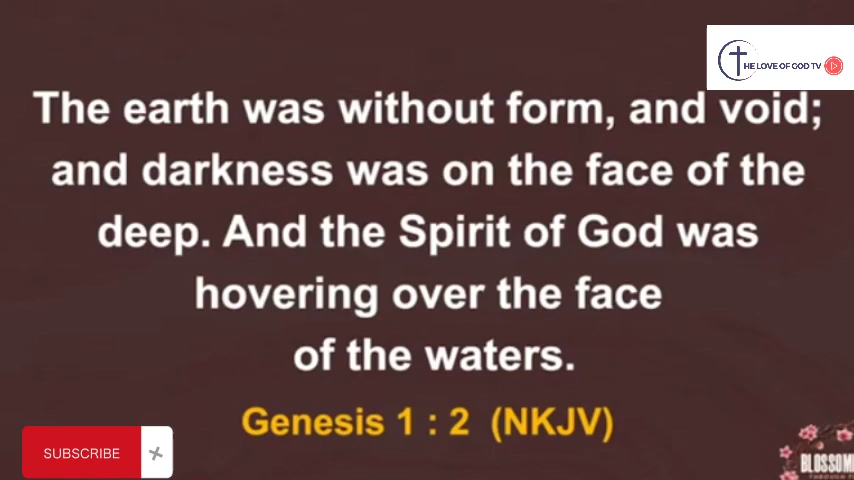 HE LOVE OF GOD TV
The earth was without form, and void;
and darkness was on the face of the
deep. And the Spirit of God was
hovering over the face
of the waters.
Genesis 1 : 2 (NKJV)
SUBSCRIBE